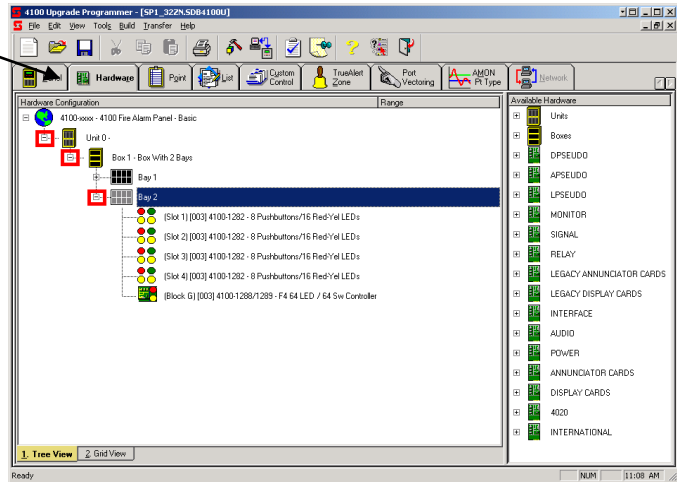 4100 Upgrade Programmer - [SP1_32ZN.SDB4100U]
File Edit View Tools Build Transfer Help
Hardware
Point
List
Custom Control
TrueAlert Zone
Port Vectoring
AMON Pt Type
Network
Hardware Configuration
Range
Available Hardware
4100-xxxx - 4100 Fire Alarm Panel - Basic
Unit 0 -
Box 1 - Box With 2 Bays
Bay 1
Bay 2
(Slot 1) [003] 4100-1282 - 8 Pushbuttons/16 Red-Yel LEDs
(Slot 2) [003] 4100-1282 - 8 Pushbuttons/16 Red-Yel LEDs
(Slot 3) [003] 4100-1282 - 8 Pushbuttons/16 Red-Yel LEDs
(Slot 4) [003] 4100-1282 - 8 Pushbuttons/16 Red-Yel LEDs
(Block G) [003] 4100-1288/1289 - F4 64 LED / 64 Sw Controller
Units
Boxes
DPSEUDO
APSEUDO
LPSEUDO
MONITOR
SIGNAL
RELAY
LEGACY ANNUNCIATOR CARDS
LEGACY DISPLAY CARDS
INTERFACE
AUDIO
POWER
ANNUNCIATOR CARDS
DISPLAY CARDS
4020
INTERNATIONAL
1. Tree View
2. Grid View
Ready
NUM
11:08 AM